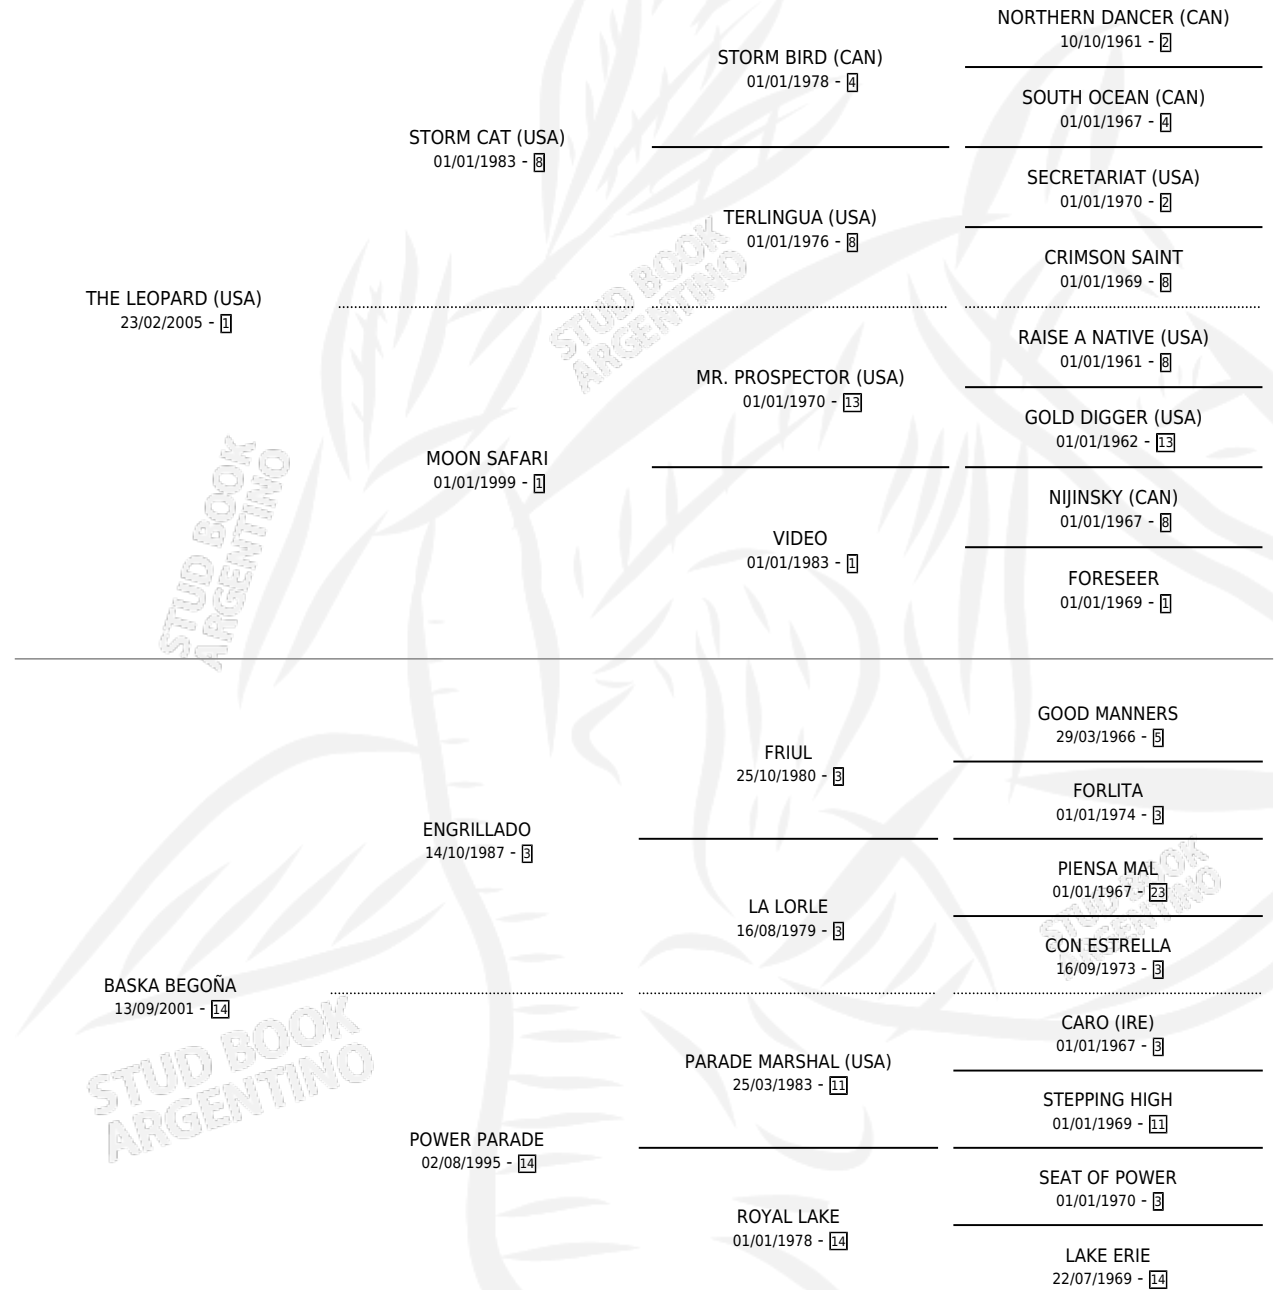 NORTHERN DANCER (CAN)
10/10/1961 - 2
STORM BIRD (CAN)
01/01/1978 - 4
SOUTH OCEAN (CAN)
01/01/1967 - 4
STORM CAT (USA)
01/01/1983 - 8
SECRETARIAT (USA)
01/01/1970 - 2
TERLINGUA (USA)
01/01/1976 - 8
CRIMSON SAINT
01/01/1969 - 8
THE LEOPARD (USA)
23/02/2005 - 1
RAISE A NATIVE (USA)
01/01/1961 - 8
MR. PROSPECTOR (USA)
01/01/1970 - 13
GOLD DIGGER (USA)
01/01/1962 - 13
MOON SAFARI
01/01/1999 - 1
NIJINSKY (CAN)
01/01/1967 - 8
VIDEO
01/01/1983 - 1
FORESEER
01/01/1969 - 1
STUD BOOK
ARGENTINO
STUD BOOK
ARGENTINO
GOOD MANNERS
29/03/1966 - 5
FRIUL
25/10/1980 - 3
FORLITA
01/01/1974 - 3
ENGRILLADO
14/10/1987 - 3
PIENSA MAL
01/01/1967 - 23
LA LORLE
16/08/1979 - 3
CON ESTRELLA
16/09/1973 - 3
BASKA BEGOÑA
13/09/2001 - 14
CARO (IRE)
01/01/1967 - 3
PARADE MARSHAL (USA)
25/03/1983 - 11
STEPPING HIGH
01/01/1969 - 11
POWER PARADE
02/08/1995 - 14
SEAT OF POWER
01/01/1970 - 3
ROYAL LAKE
01/01/1978 - 14
LAKE ERIE
22/07/1969 - 14
STUD BOOK
ARGENTINO
STUD BOOK
ARGENTINO